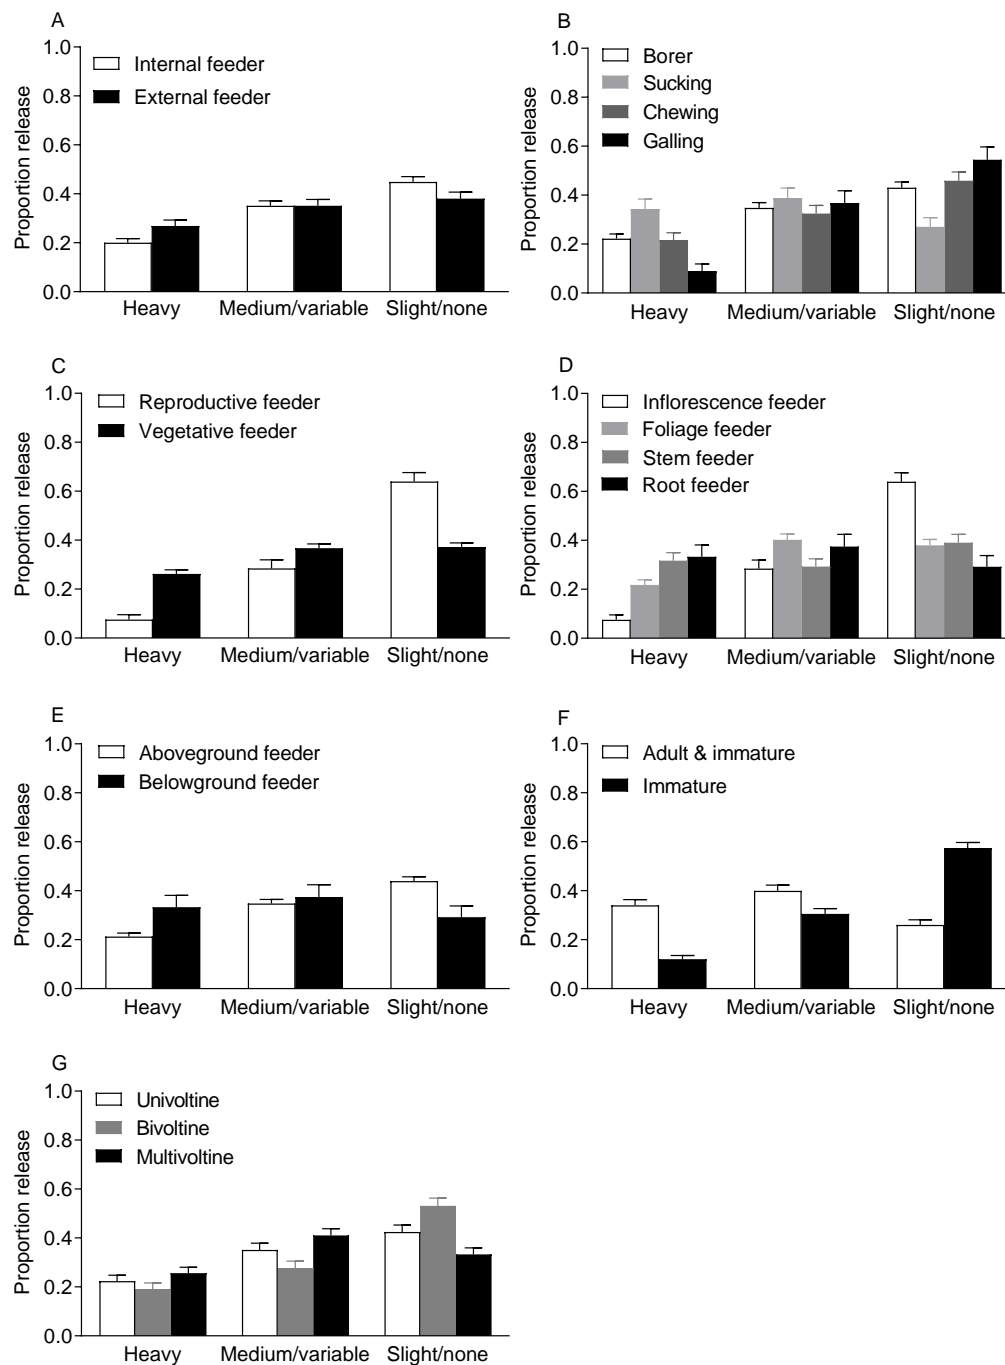 A
Proportion release
1.0
0.8
0.6
0.4
0.2
0.0
Internal feeder
External feeder
Heavy
Medium/variable
Slight/none
B
Proportion release
1.0
0.8
0.6
0.4
0.2
0.0
Borer
Sucking
Chewing
Galling
Heavy
Medium/variable
Slight/none
C
Proportion release
1.0
0.8
0.6
0.4
0.2
0.0
Reproductive feeder
Vegetative feeder
Heavy
Medium/variable
Slight/none
D
Proportion release
1.0
0.8
0.6
0.4
0.2
0.0
Inflorescence feeder
Foliage feeder
Stem feeder
Root feeder
Heavy
Medium/variable
Slight/none
E
Proportion release
1.0
0.8
0.6
0.4
0.2
0.0
Aboveground feeder
Belowground feeder
Heavy
Medium/variable
Slight/none
F
Proportion release
1.0
0.8
0.6
0.4
0.2
0.0
Adult & immature
Immature
Heavy
Medium/variable
Slight/none
G
Proportion release
1.0
0.8
0.6
0.4
0.2
0.0
Univoltine
Bivoltine
Multivoltine
Heavy
Medium/variable
Slight/none